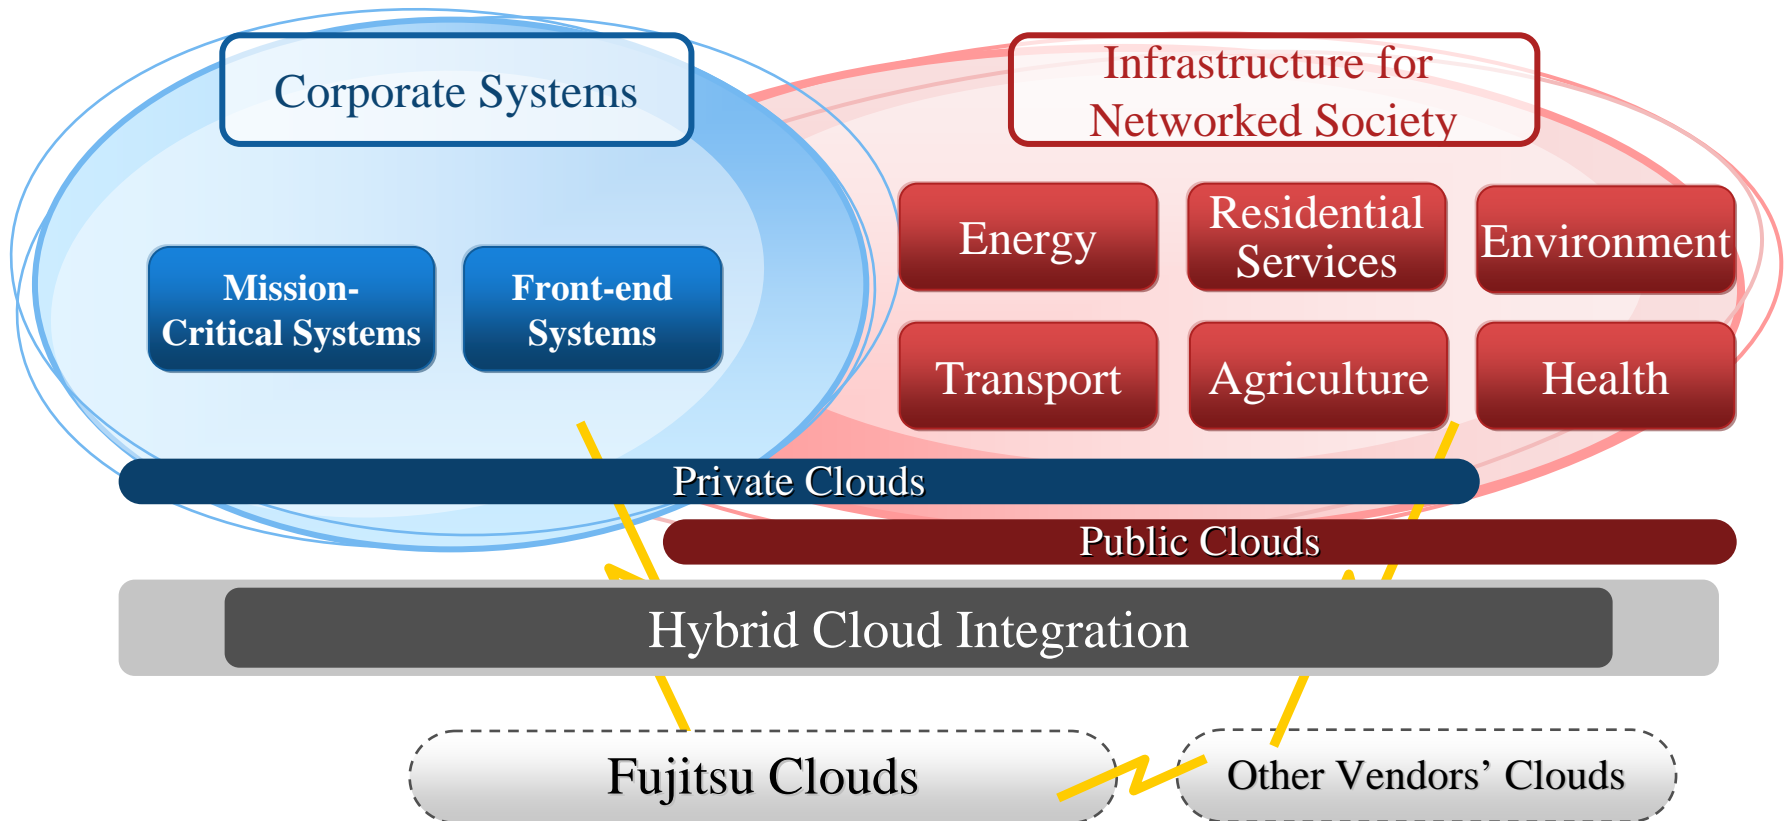 Corporate Systems
Infrastructure for
Networked Society
Mission-
Critical Systems
Front-end
Systems
Energy
Residential
Services
Environment
Transport
Agriculture
Health
Private Clouds
Public Clouds
Hybrid Cloud Integration
Fujitsu Clouds
Other Vendors’ Clouds